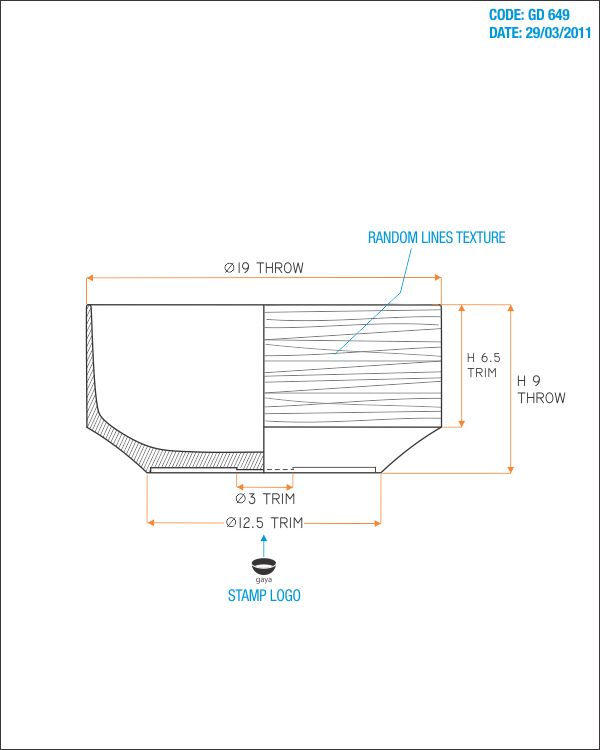 CODE: GD 649
DATE: 29/03/2011
RANDOM LINES TEXTURE
Ø19 THROW
H 6.5
TRIM
H 9
THROW
Ø3 TRIM
Ø12.5 TRIM
gaya
STAMP LOGO